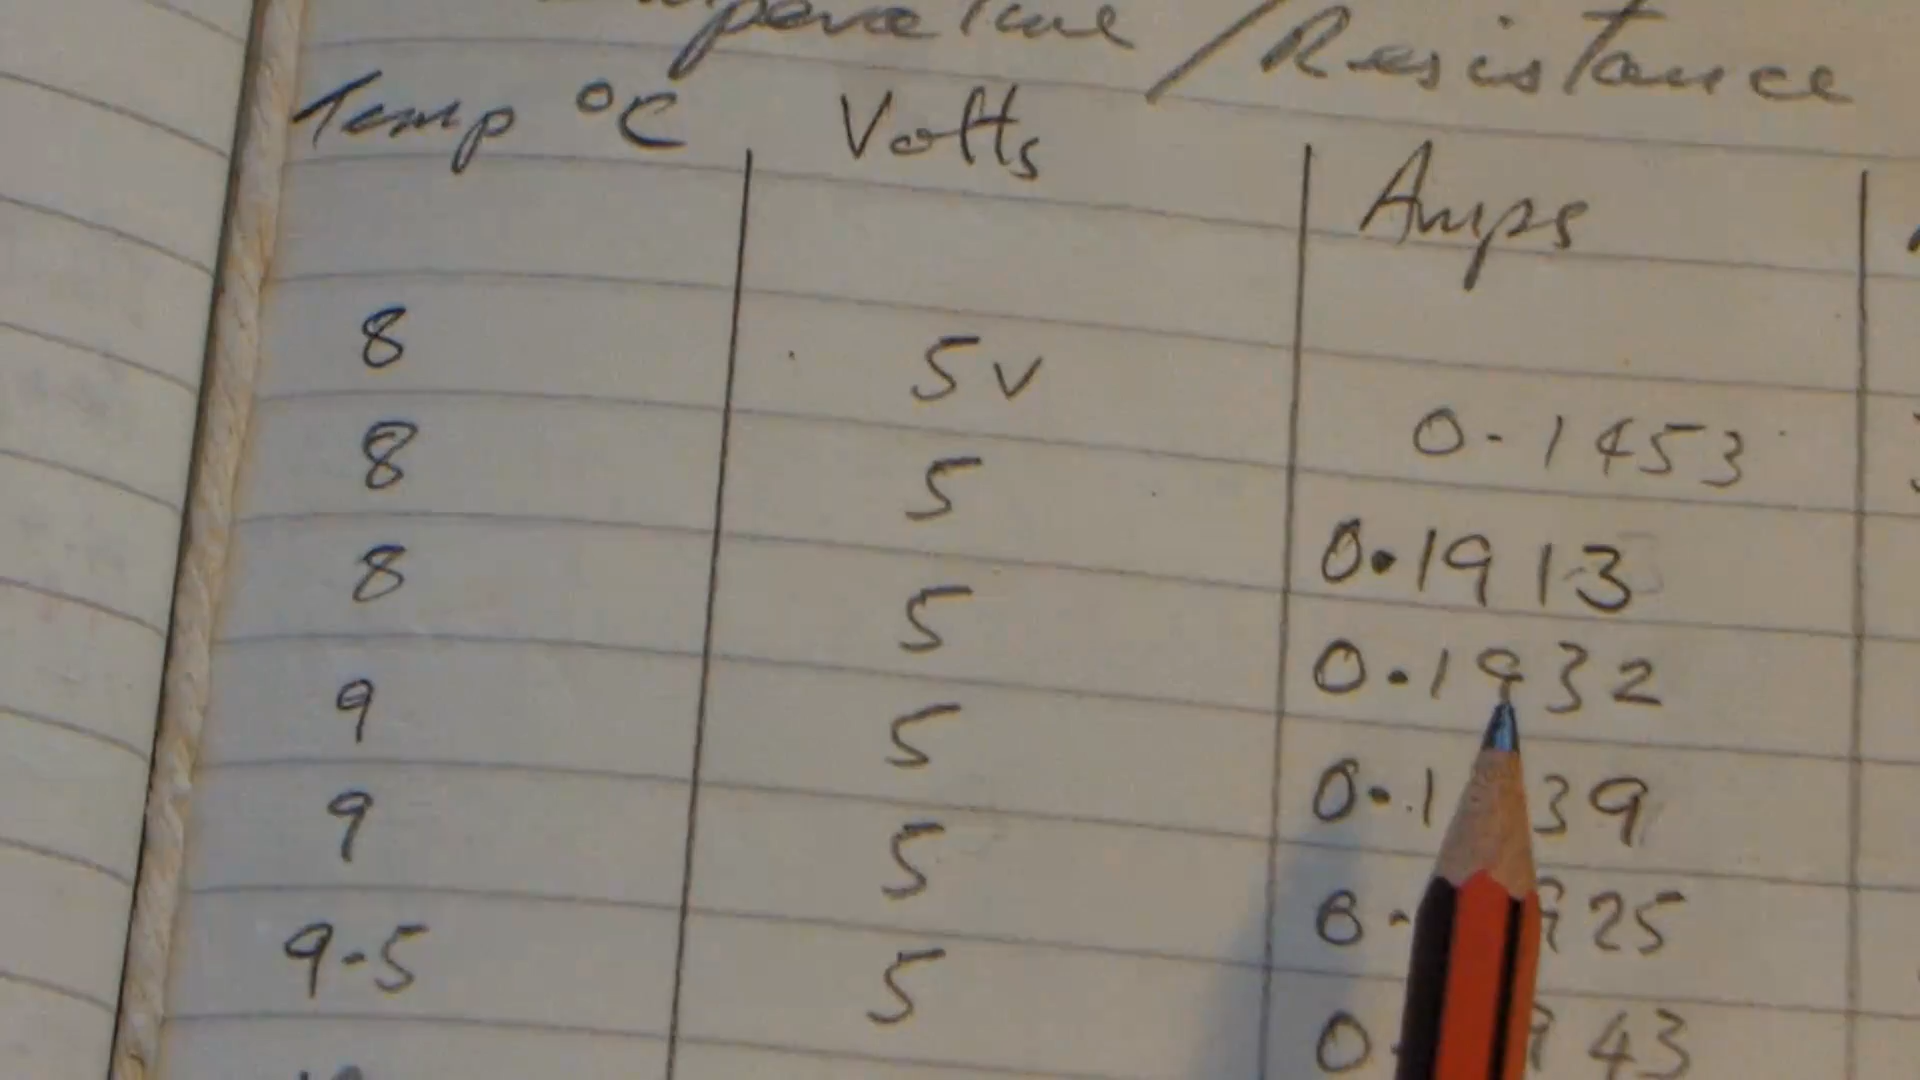 /Resistance
Temp °C Volts Amps
8 5v 0.1453
8 5 0.1913
8 5 0.1932
9 5
9 5
9.5 5